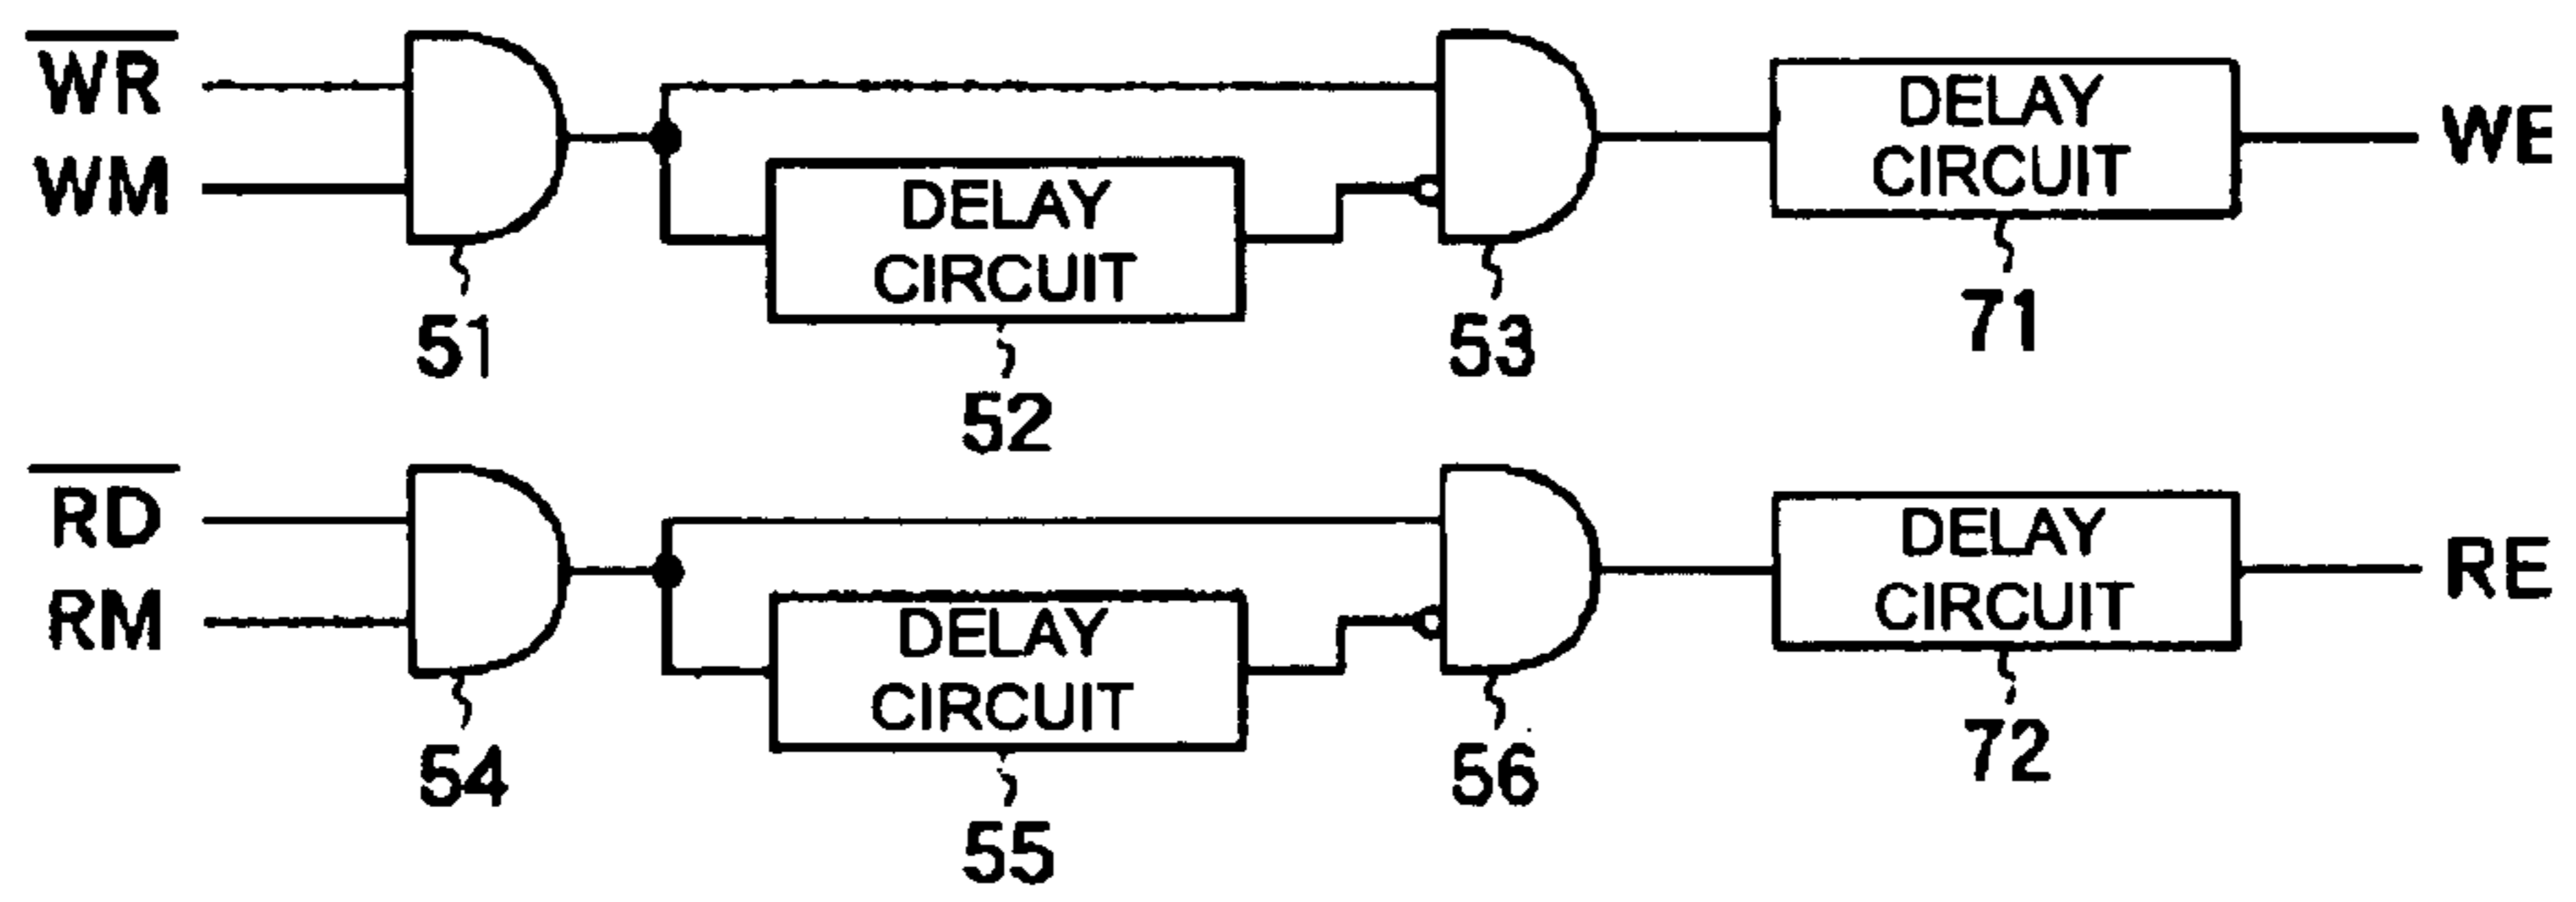 WR
WM
51
DELAY
CIRCUIT
52
53
DELAY
CIRCUIT
71
WE
RD
RM
54
DELAY
CIRCUIT
55
56
DELAY
CIRCUIT
72
RE